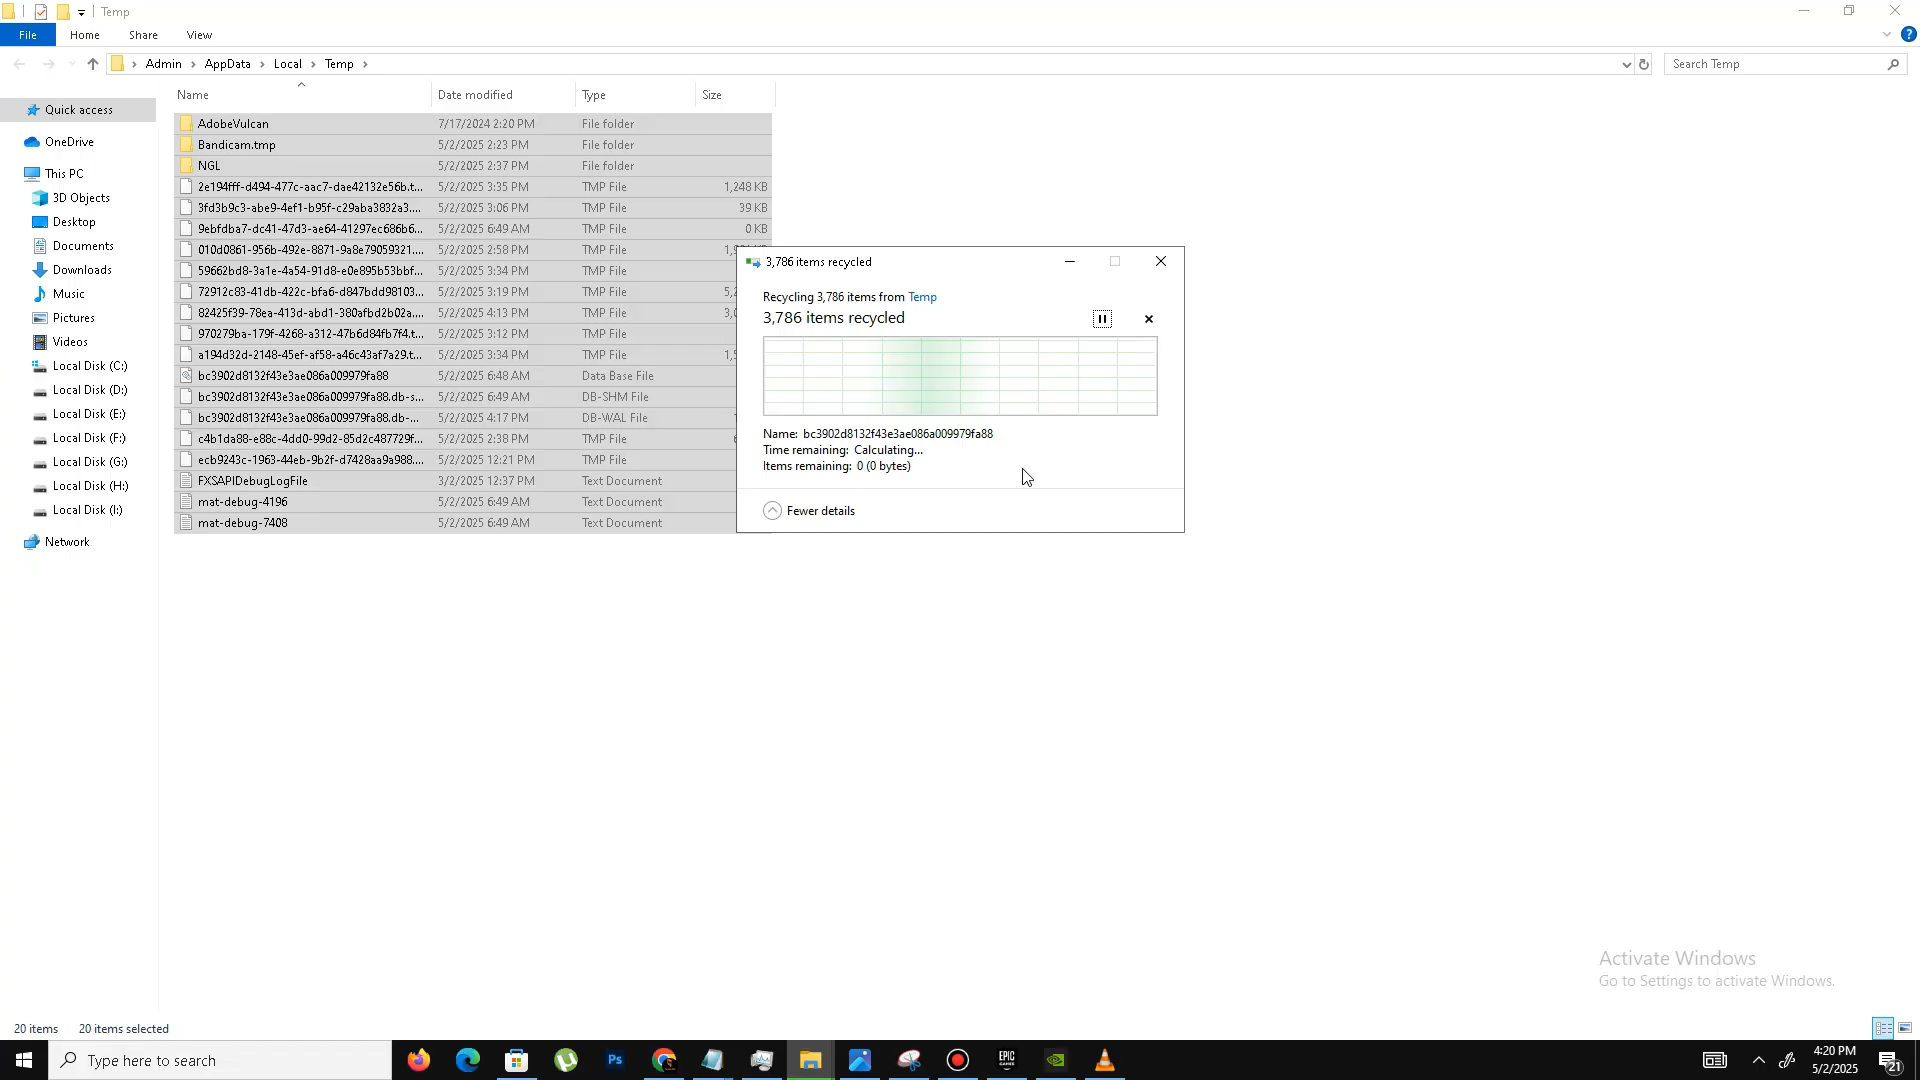 Temp
File Home Share View
Admin AppData Local Temp
Search Temp
Name Date modified Type Size
Quick access
OneDrive
This PC
3D Objects
Desktop
Documents
Downloads
Music
Pictures
Videos
Local Disk (C:)
Local Disk (D:)
Local Disk (E:)
Local Disk (F:)
Local Disk (G:)
Local Disk (H:)
Local Disk (I:)
Network
AdobeVulcan 7/17/2024 2:20 PM File folder
Bandicam.tmp 5/2/2025 2:23 PM File folder
NGL 5/2/2025 2:37 PM File folder
2e194fff-d494-477c-aac7-dae42132e56b.t... 5/2/2025 3:35 PM TMP File 1,248 KB
3fd3b9c3-abe9-4ef1-b95f-c29aba3832a3.... 5/2/2025 3:06 PM TMP File 39 KB
9ebfdba7-dc41-47d3-ae64-41297ec686b6... 5/2/2025 6:49 AM TMP File 0 KB
010d0861-956b-492e-8871-9a8e79059321.... 5/2/2025 2:58 PM TMP File
59662bd8-3a1e-4a54-91d8-e0e895b53bbf... 5/2/2025 3:34 PM TMP File
72912c83-41db-422c-bfa6-d847bdd98103... 5/2/2025 3:19 PM TMP File
82425f39-78ea-413d-abd1-380afbd2b02a.... 5/2/2025 4:13 PM TMP File
970279ba-179f-4268-a312-47b6d84fb7f4.t... 5/2/2025 3:12 PM TMP File
a194d32d-2148-45ef-af58-a46c43af7a29.t... 5/2/2025 3:34 PM TMP File
bc3902d8132f43e3ae086a009979fa88 5/2/2025 6:48 AM Data Base File
bc3902d8132f43e3ae086a009979fa88.db-s... 5/2/2025 6:49 AM DB-SHM File
bc3902d8132f43e3ae086a009979fa88.db-... 5/2/2025 4:17 PM DB-WAL File
c4b1da88-e88c-4dd0-99d2-85d2c487729f... 5/2/2025 2:38 PM TMP File
ecb9243c-1963-44eb-9b2f-d7428aa9a988.... 5/2/2025 12:21 PM TMP File
FXSAPIDebugLogFile 3/2/2025 12:37 PM Text Document
mat-debug-4196 5/2/2025 6:49 AM Text Document
mat-debug-7408 5/2/2025 6:49 AM Text Document
3,786 items recycled
Recycling 3,786 items from Temp
3,786 items recycled
Name: bc3902d8132f43e3ae086a009979fa88
Time remaining: Calculating...
Items remaining: 0 (0 bytes)
Fewer details
Activate Windows
Go to Settings to activate Windows.
20 items 20 items selected
Type here to search
Ps
EPIC
GAMES
4:20 PM
5/2/2025
21